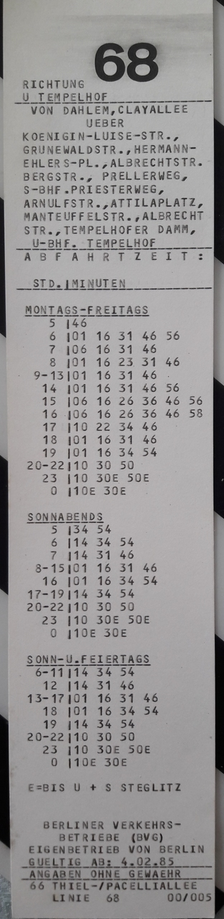 68
RICHTUNG
U TEMPELHOF
VON DAHLEM,CLAYALLEE
UEBER
KOENIGIN-LUISE-STR.,
GRUNEWALDSTR.,HERMANN-
EHLERS-PL.,ALBRECHTSTR.
BERGSTR., PRELLERWEG,
S-BHF.PRIESTERWEG,
ARNULFSTR.,ATTILAPLATZ,
MANTEUFFELSTR.,ALBRECHT
STR.,TEMPELHOFER DAMM,
U-BHF. TEMPELHOF
A B F A H R T Z E I T :
STD.|MINUTEN
MONTAGS-FREITAGS
5 |46
6 |01 16 31 46 56
7 |06 16 31 46
8 |01 16 23 31 46
9-13|01 16 31 46
14 |01 16 31 46 56
15 |06 16 26 36 46 56
16 |06 16 26 36 46 58
17 |10 22 34 46
18 |01 16 31 46
19 |01 16 34 54
20-22|10 30 50
23 |10 30E 50E
0 |10E 30E
SONNABENDS
5 |34 54
6 |14 34 54
7 |14 31 46
8-15|01 16 31 46
16 |01 16 34 54
17-19|14 34 54
20-22|10 30 50
23 |10 30E 50E
0 |10E 30E
SONN-U.FEIERTAGS
6-11|14 34 54
12 |14 31 46
13-17|01 16 31 46
18 |01 16 34 54
19 |14 34 54
20-22|10 30 50
23 |10 30E 50E
0 |10E 30E
E=BIS U + S STEGLITZ
BERLINER VERKEHRS-
BETRIEBE (BVG)
EIGENBETRIEB VON BERLIN
GUELTIG AB: 4.02.85
ANGABEN OHNE GEWAEHR
66 THIEL-/PACELLIALLEE
LINIE 68 00/005